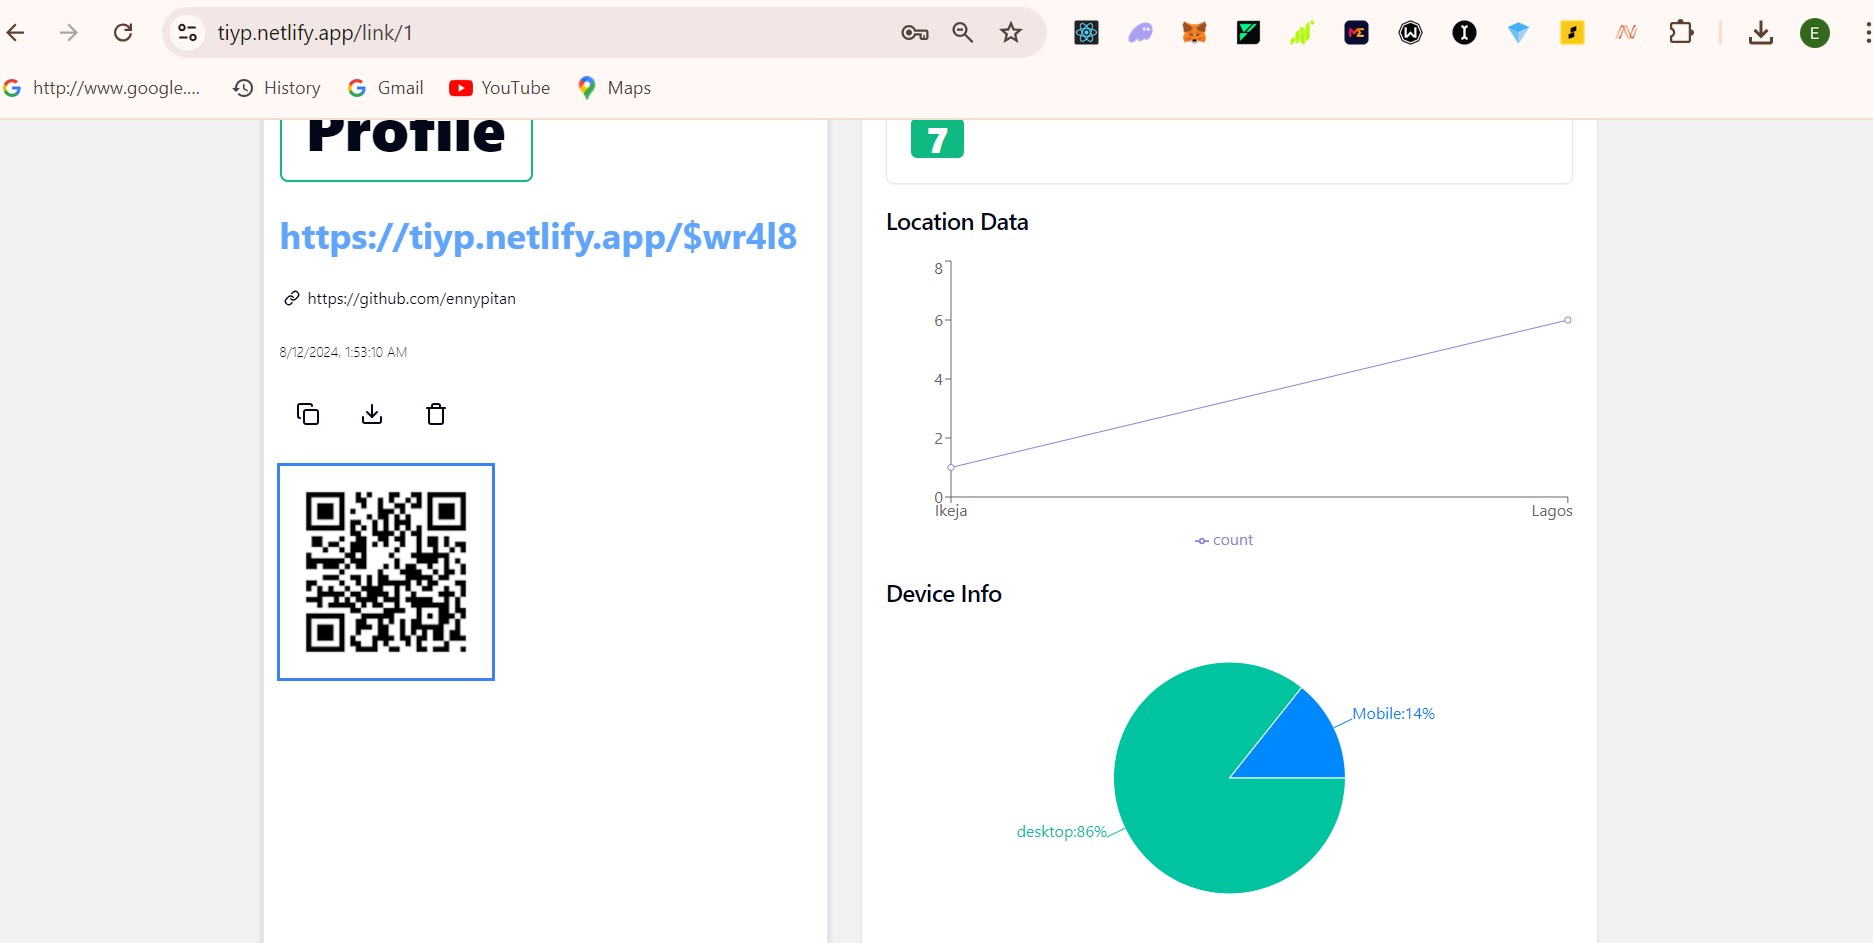 tiyp.netlify.app/link/1
E
http://www.google....
History
Gmail
YouTube
Maps
Profile
https://tiyp.netlify.app/$wr4l8
https://github.com/ennypitan
8/12/2024, 1:53:10 AM
7
Location Data
8
6
4
2
0
Ikeja
Lagos
count
Device Info
Mobile:14%
desktop:86%